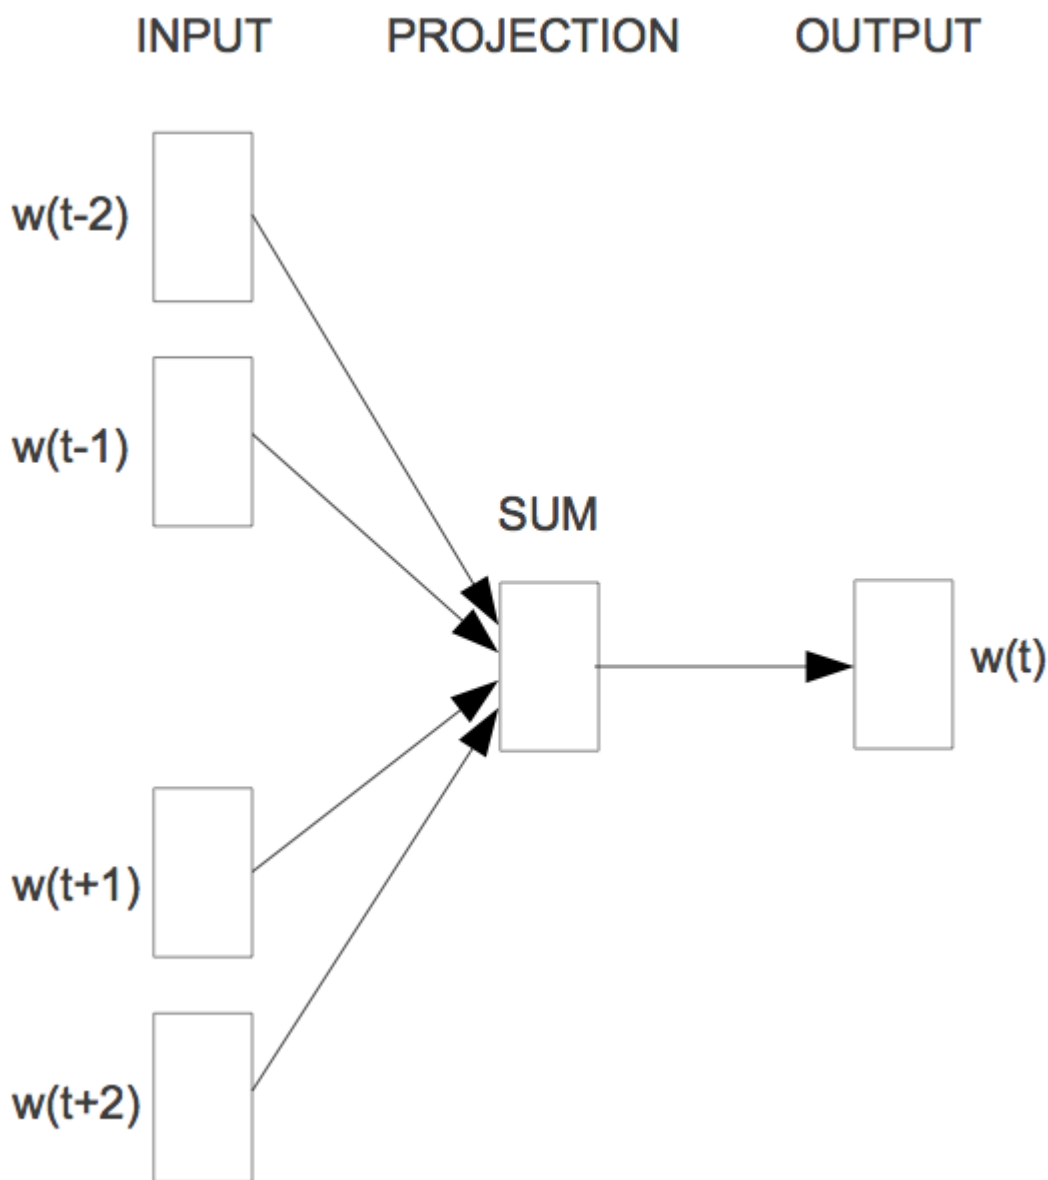 INPUT PROJECTION OUTPUT
w(t-2)
w(t-1)
SUM
w(t)
w(t+1)
w(t+2)